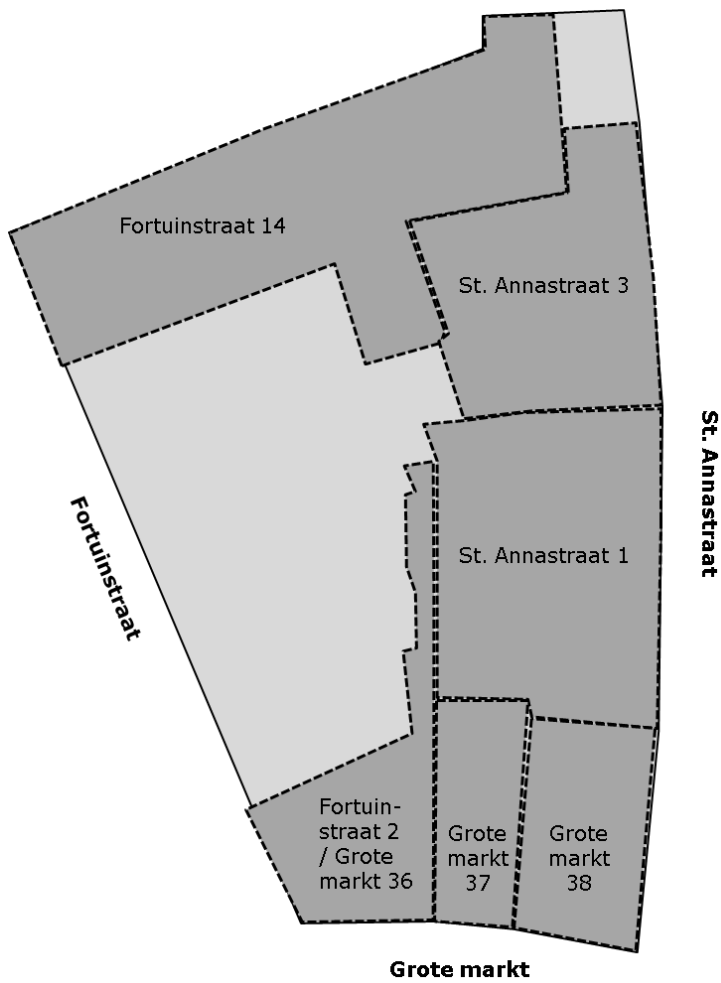 Fortuinstraat 14
St. Annastraat 3
St. Annastraat
Fortuinstraat
St. Annastraat 1
Fortuin-
straat 2
/ Grote
markt 36
Grote
markt
37
Grote
markt
38
Grote markt